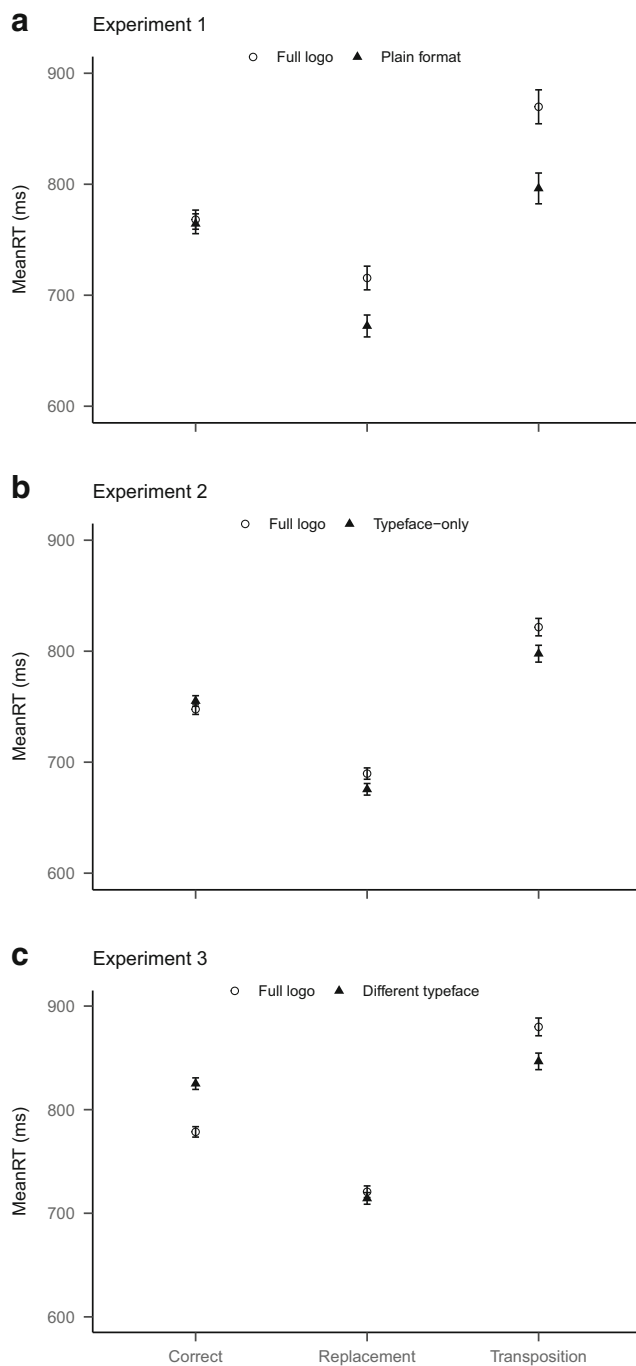 a Experiment 1
Full logo Plain format
900
800
700
600
MeanRT (ms)
b Experiment 2
Full logo Typeface−only
900
800
700
600
MeanRT (ms)
c Experiment 3
Full logo Different typeface
900
800
700
600
MeanRT (ms)
Correct Replacement Transposition